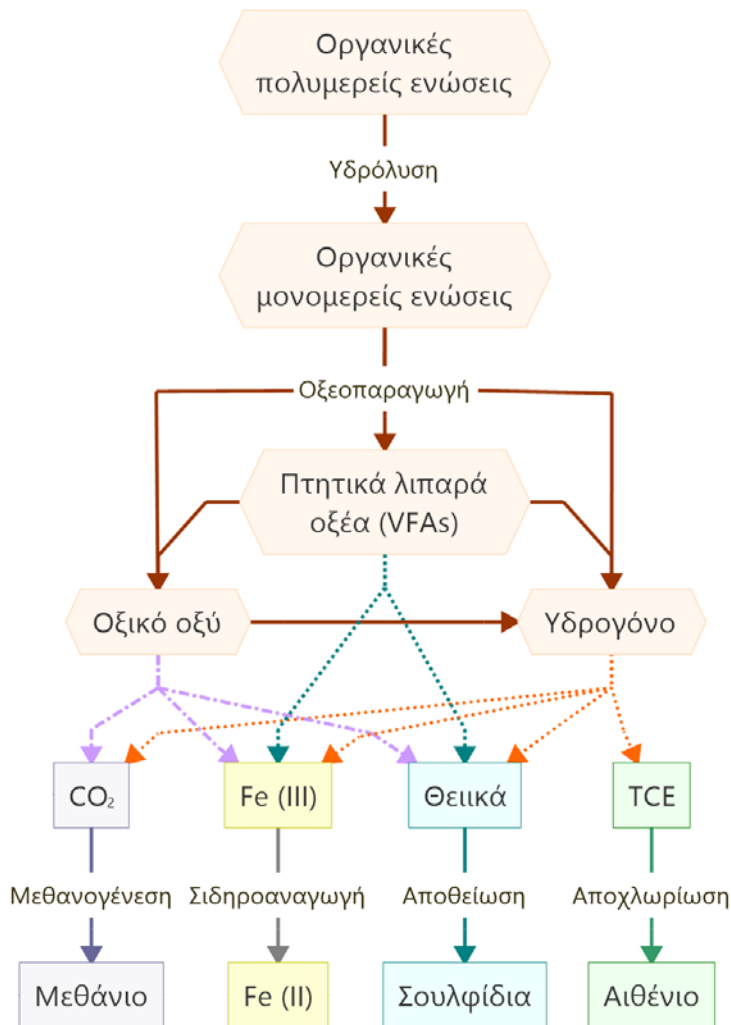 Οργανικές
πολυμερείς ενώσεις
Υδρόλυση
Οργανικές
μονομερείς ενώσεις
Οξεοπαραγωγή
Πτητικά λιπαρά
οξέα (VFAs)
Οξικό οξύ
Υδρογόνο
CO₂
Fe (III)
Θειικά
TCE
Μεθανογένεση
Σιδηροαναγωγή
Αποθείωση
Αποχλωρίωση
Μεθάνιο
Fe (II)
Σουλφίδια
Αιθένιο